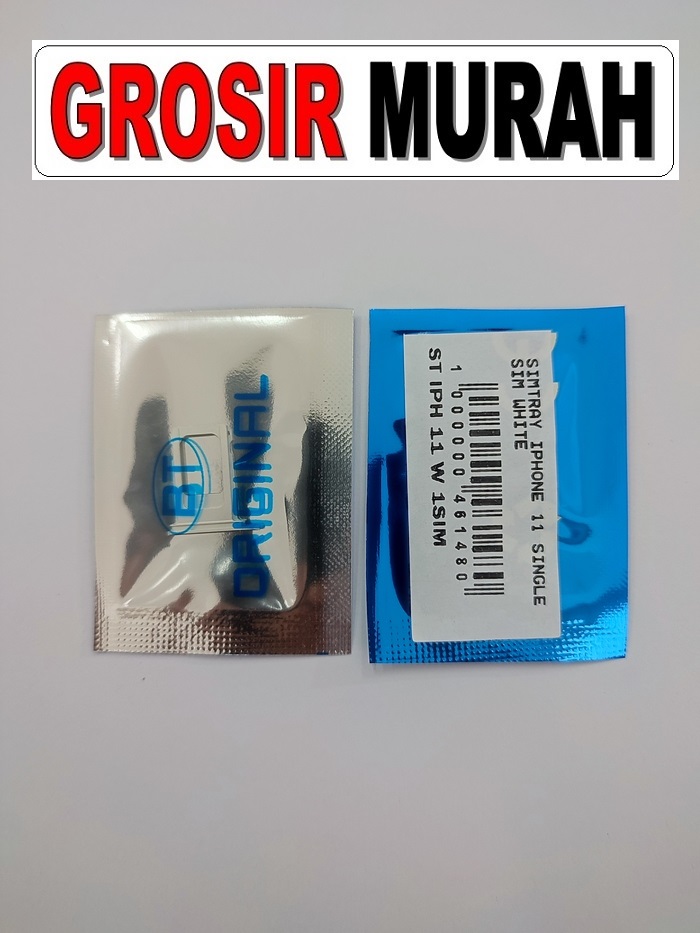 GROSIR MURAH
BT
ORIGINAL
SIMTRAY IPHONE 11 SINGLE
SIM WHITE
1 000000 461480
ST IPH 11 W 1SIM